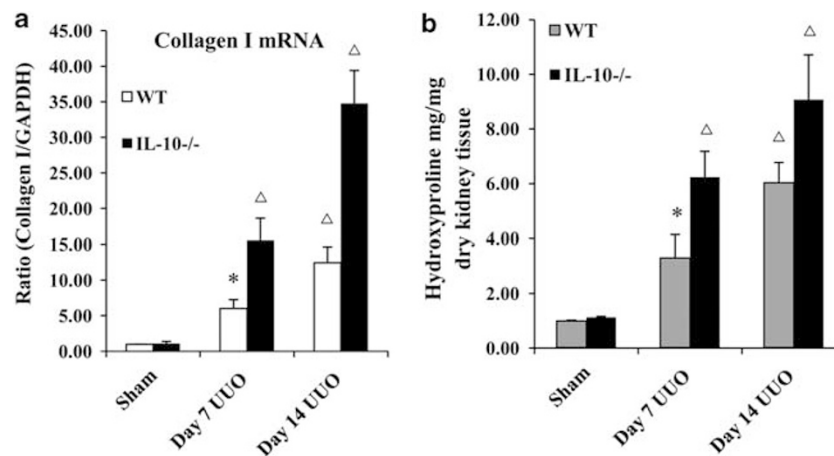 a
Collagen I mRNA
Ratio (Collagen I/GAPDH)
45.00
40.00
35.00
30.00
25.00
20.00
15.00
10.00
5.00
0.00
WT
IL-10-/-
△
*
△
△
Sham
Day 7 UUO
Day 14 UUO
b
Hydroxyproline mg/mg
dry kidney tissue
12.00
10.00
8.00
6.00
4.00
2.00
0.00
WT
IL-10-/-
*
△
△
△
Sham
Day 7 UUO
Day 14 UUO